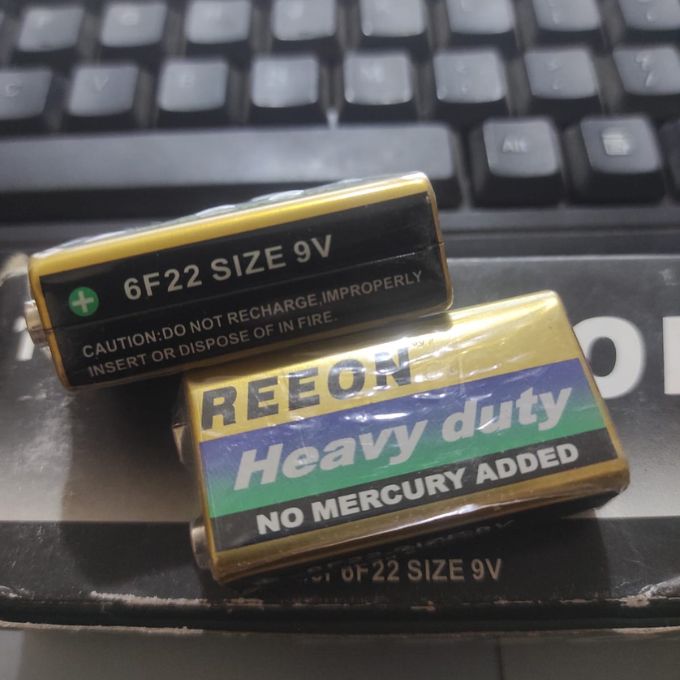 Alt
+ 6F22 SIZE 9V
CAUTION:DO NOT RECHARGE,IMPROPERLY
INSERT OR DISPOSE OF IN FIRE.
REEON
Heavy duty
NO MERCURY ADDED
6F22 SIZE 9V